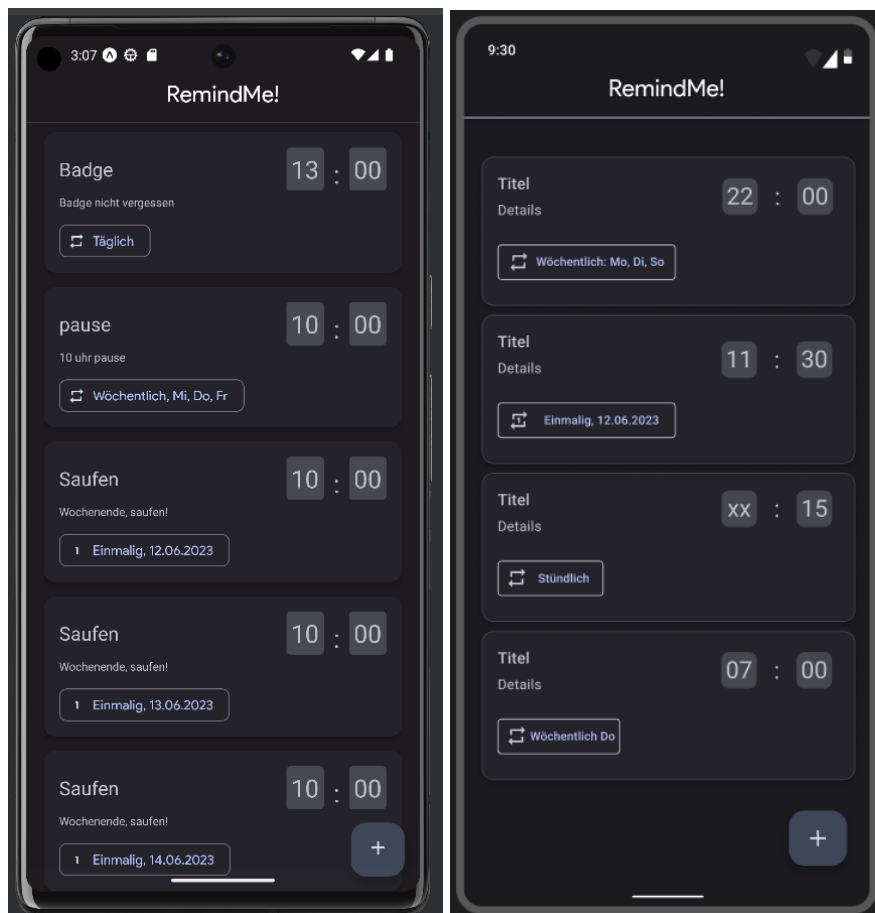 3:07
RemindMe!
Badge
13 : 00
Badge nicht vergessen
Täglich
pause
10 : 00
10 uhr pause
Wöchentlich, Mi, Do, Fr
Saufen
10 : 00
Wochenende, saufen!
1 Einmalig, 12.06.2023
Saufen
10 : 00
Wochenende, saufen!
1 Einmalig, 13.06.2023
Saufen
10 : 00
Wochenende, saufen!
1 Einmalig, 14.06.2023
+
9:30
RemindMe!
Titel
22 : 00
Details
Wöchentlich: Mo, Di, So
Titel
11 : 30
Details
1 Einmalig, 12.06.2023
Titel
xx : 15
Details
Stündlich
Titel
07 : 00
Details
Wöchentlich Do
+